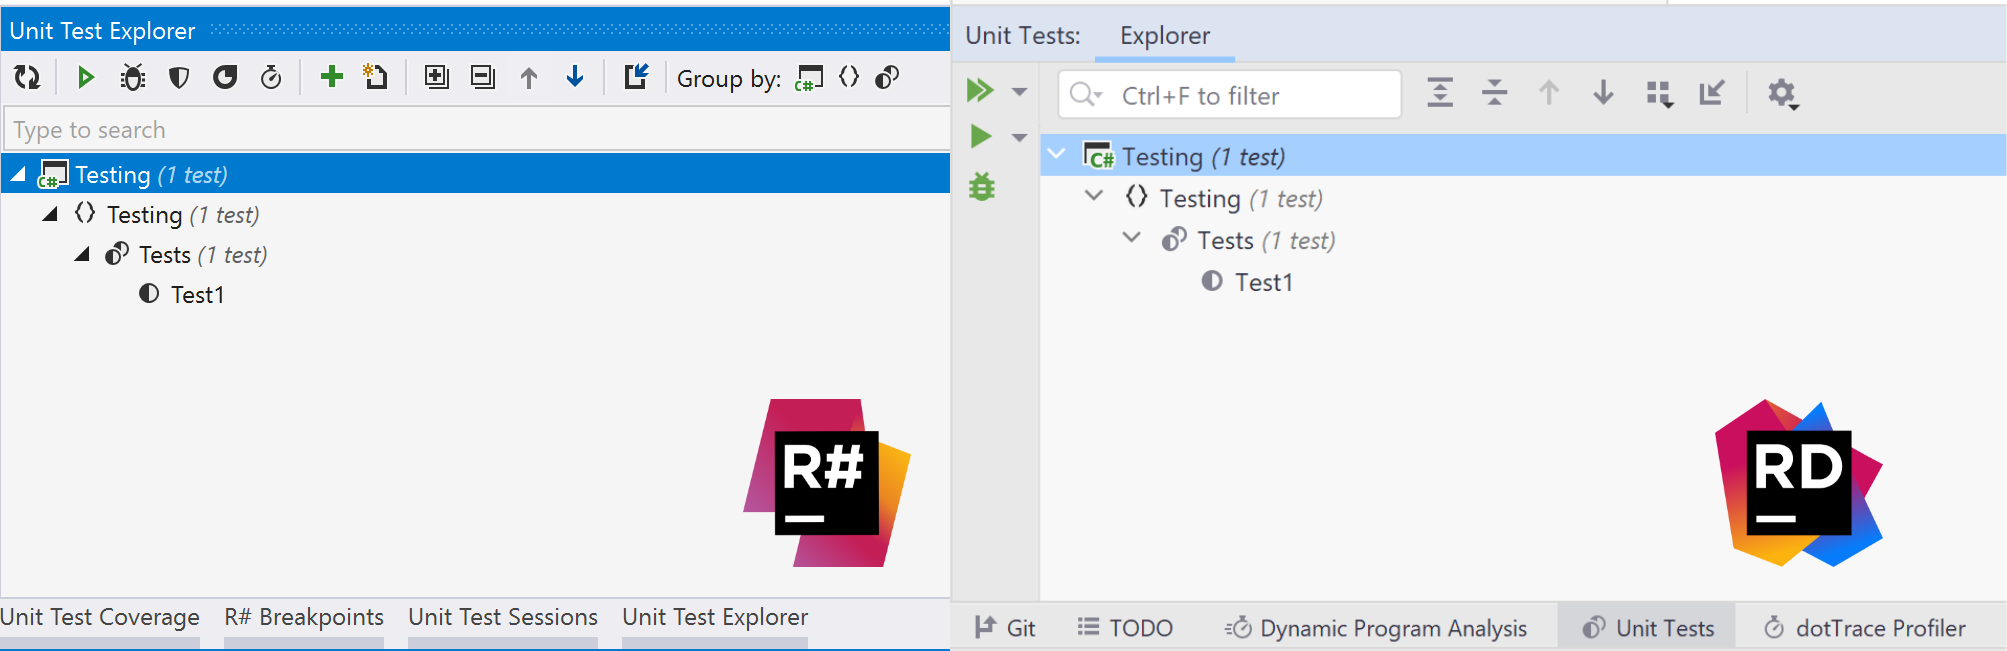 Unit Test Explorer
Group by: C#
Type to search
C# Testing (1 test)
Testing (1 test)
Tests (1 test)
Test1
R#
Unit Test Coverage R# Breakpoints Unit Test Sessions Unit Test Explorer
Unit Tests: Explorer
Ctrl+F to filter
C# Testing (1 test)
Testing (1 test)
Tests (1 test)
Test1
RD
Git TODO Dynamic Program Analysis Unit Tests dotTrace Profiler